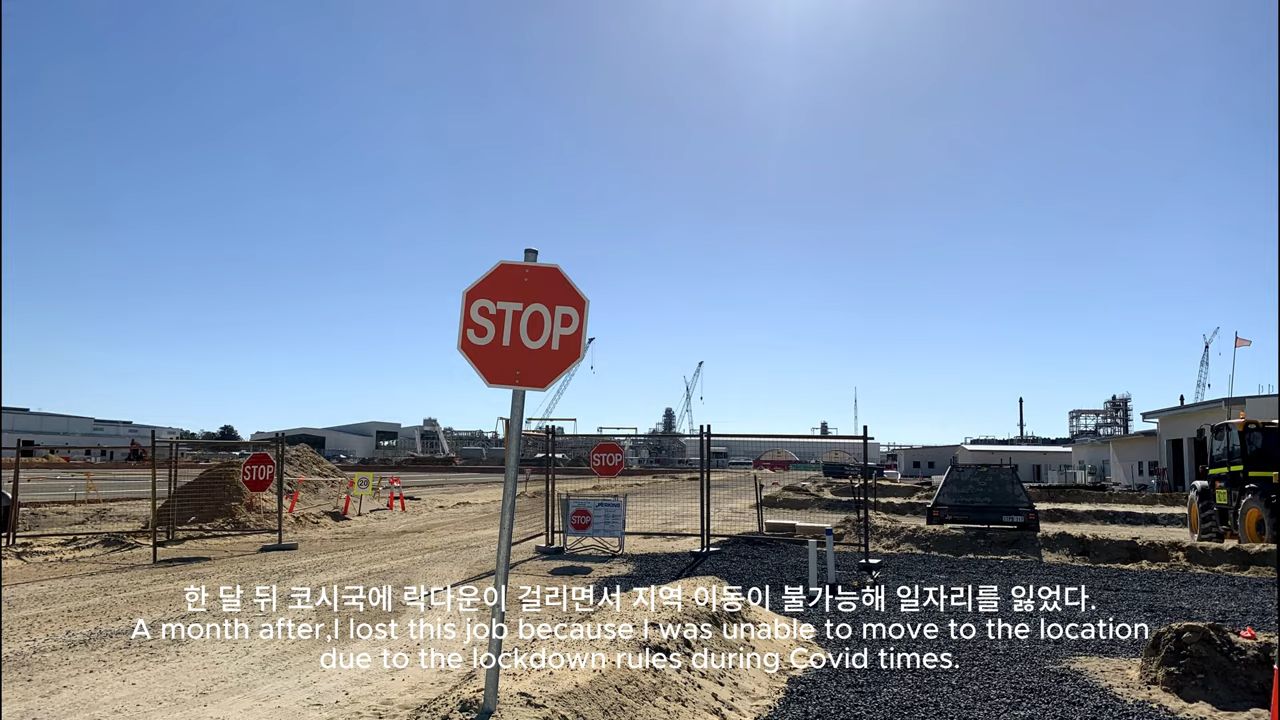 STOP
STOP
STOP
20
STOP
한 달 뒤 코시국에 락다운이 걸리면서 지역 이동이 불가능해 일자리를 잃었다.
A month after,I lost this job because I was unable to move to the location
due to the lockdown rules during Covid times.